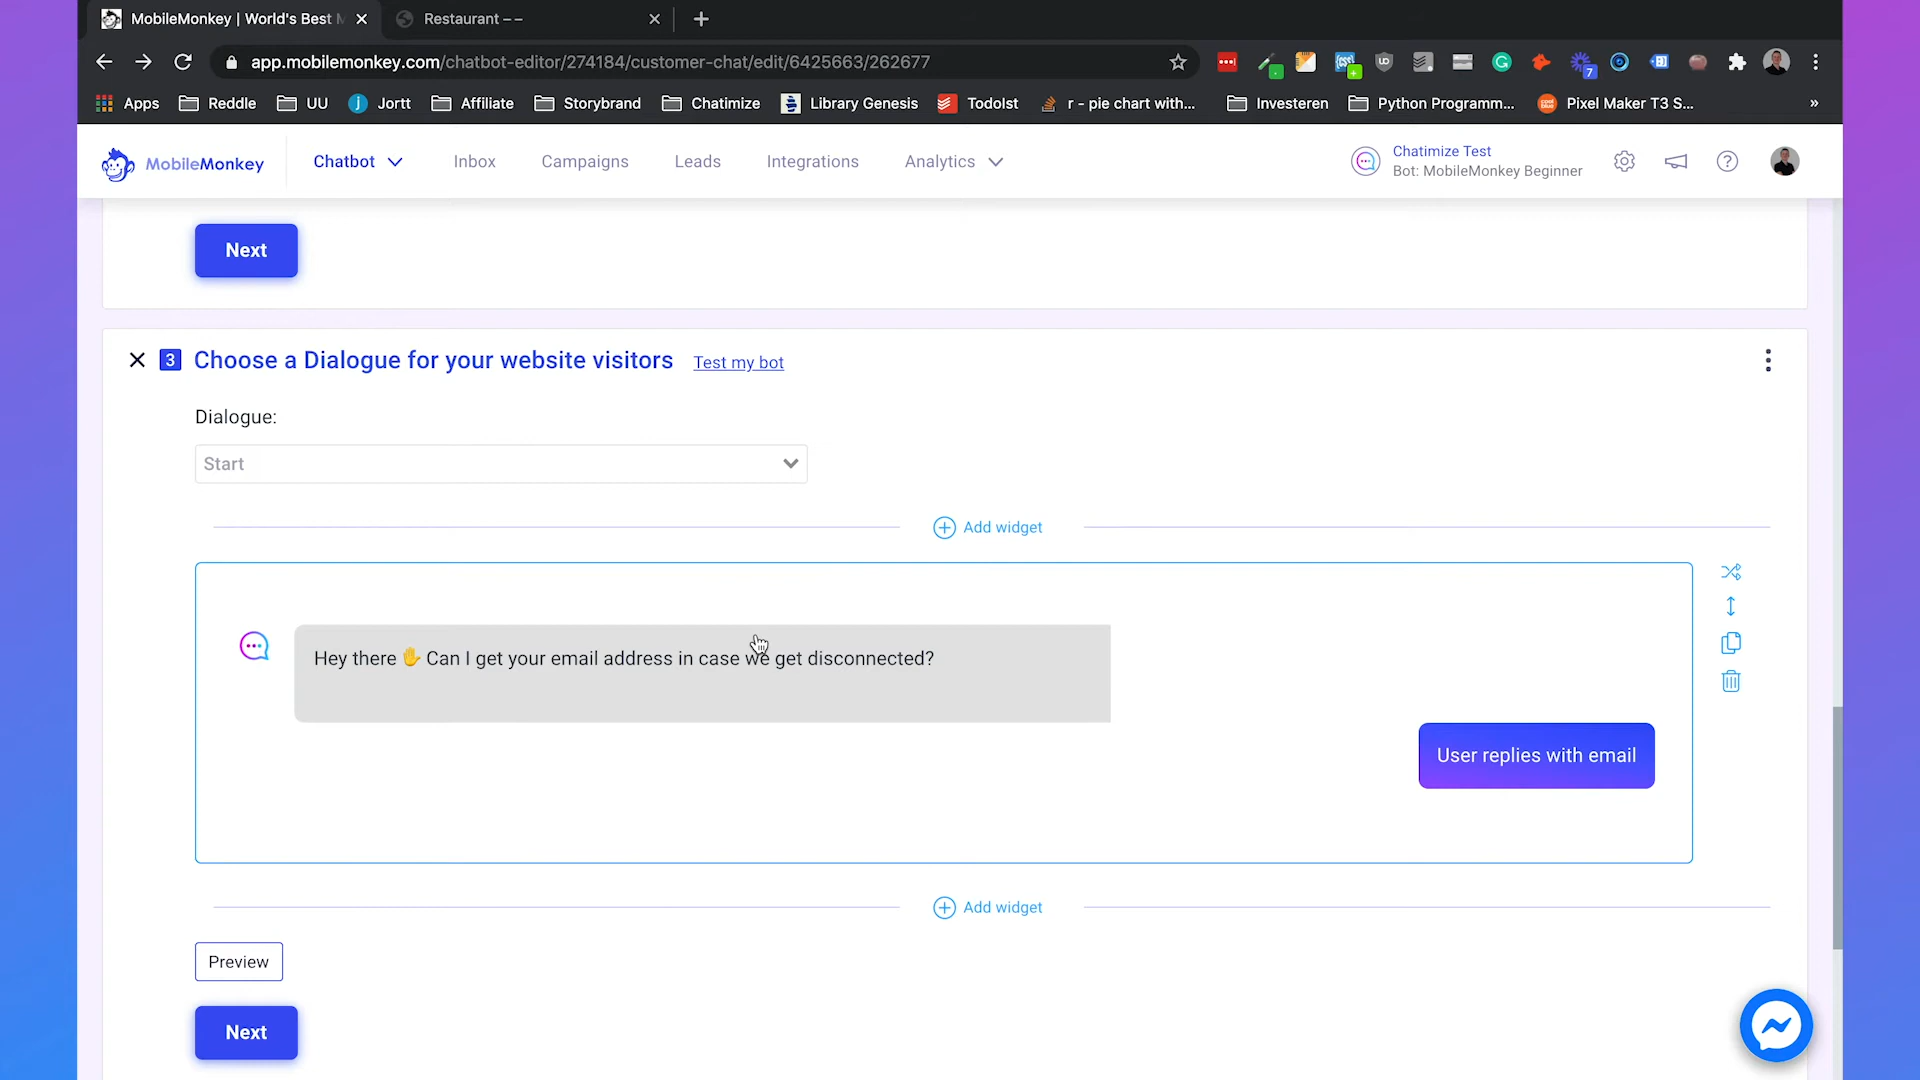 MobileMonkey | World's Best M
Restaurant – –
app.mobilemonkey.com/chatbot-editor/274184/customer-chat/edit/6425663/262677
7
Apps
Reddle
UU
Jortt
Affiliate
Storybrand
Chatimize
Library Genesis
Todoist
r - pie chart with...
Investeren
Python Programm...
Pixel Maker T3 S...
»
MobileMonkey
Chatbot
Inbox
Campaigns
Leads
Integrations
Analytics
Chatimize Test
Bot: MobileMonkey Beginner
Next
3 Choose a Dialogue for your website visitors
Test my bot
Dialogue:
Start
Add widget
Hey there ✋ Can I get your email address in case we get disconnected?
User replies with email
Add widget
Preview
Next